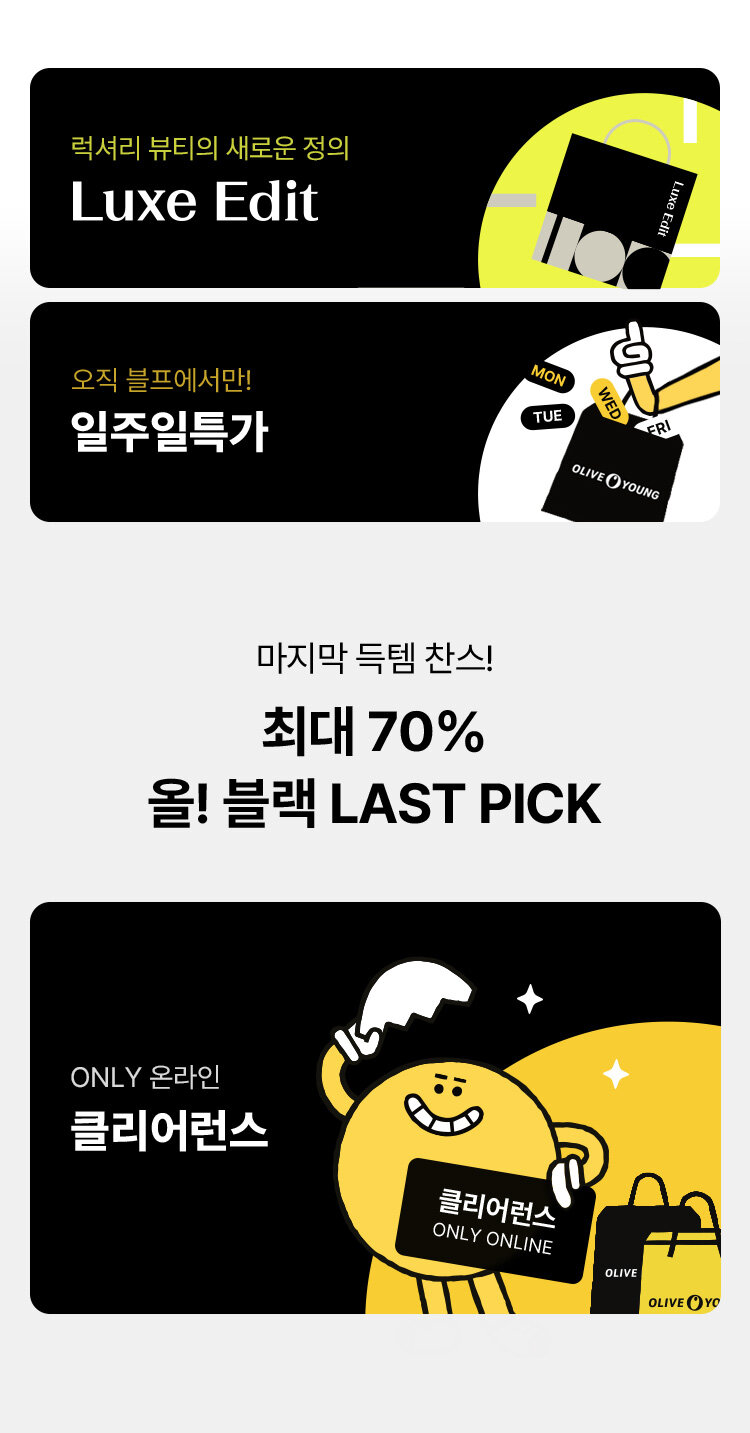 럭셔리 뷰티의 새로운 정의
Luxe Edit
Luxe Edit
오직 블프에서만!
일주일특가
MON
TUE
WED
FRI
OLIVE YOUNG
마지막 득템 찬스!
최대 70%
올! 블랙 LAST PICK
ONLY 온라인
클리어런스
클리어런스
ONLY ONLINE
OLIVE
OLIVE YO